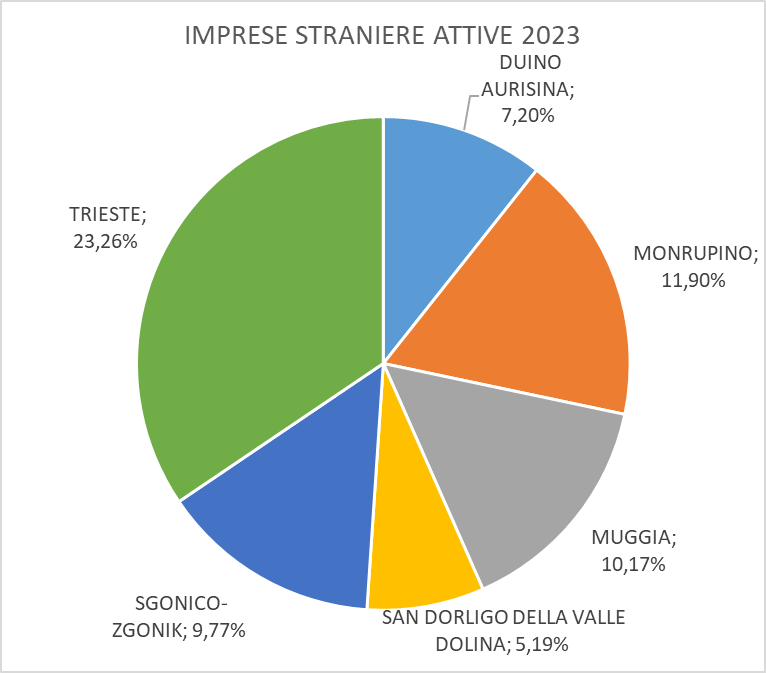 IMPRESE STRANIERE ATTIVE 2023
DUINO
AURISINA;
7,20%
TRIESTE;
23,26%
MONRUPINO;
11,90%
MUGGIA;
10,17%
SGONICO-
ZGONIK; 9,77%
SAN DORLIGO DELLA VALLE
DOLINA; 5,19%